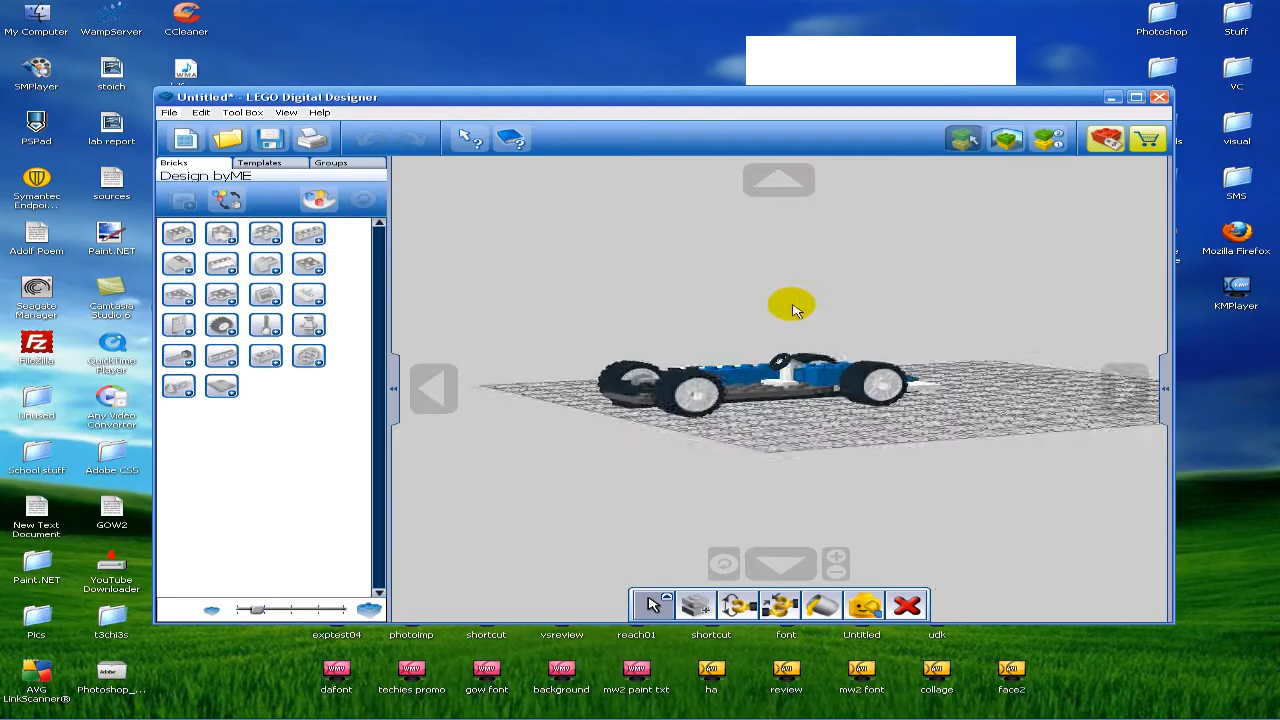 My Computer
WampServer
CCleaner
Photoshop
Stuff
SMPlayer
stoich
VC
Untitled* - LEGO Digital Designer
File Edit Tool Box View Help
PSPad
lab report
visual
Bricks Templates Groups
Design byME
Symantec
Endpoi...
sources
SMS
Adolf Poem
Paint.NET
Mozilla Firefox
Seagate
Manager
Camtasia
Studio 6
KMPlayer
Filezilla
QuickTime
Player
Unused
Any Video
Converter
School stuff
Adobe CS5
New Text
Document
GOW2
Paint.NET
YouTube
Downloader
Pics
t3chi3s
exptest04
photoimp
shortcut
vsreview
reach01
shortcut
font
Untitled
udk
AVG
LinkScanner®
Photoshop_...
dafont
techies promo
gow font
background
mw2 paint txt
ha
review
mw2 font
collage
face2